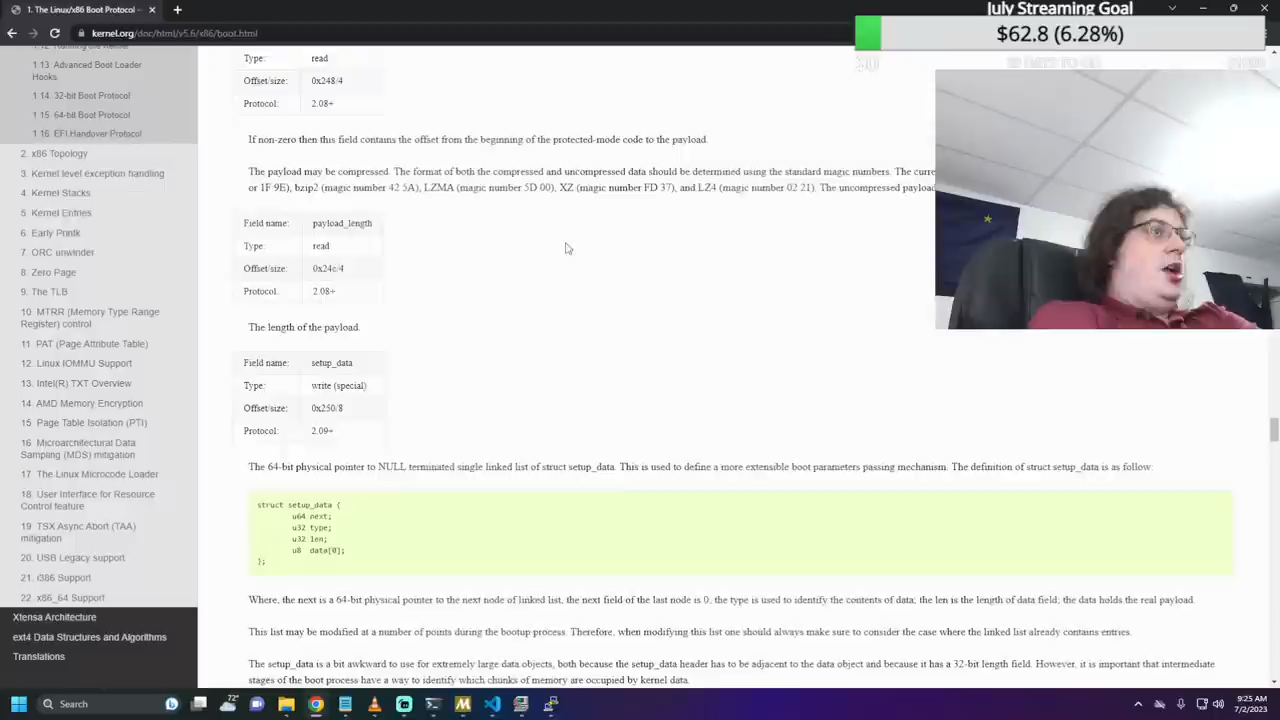 1. The Linux/x86 Boot Protocol
kernel.org/doc/html/v5.6/x86/boot.html
July Streaming Goal
$62.8 (6.28%)
1.13. Advanced Boot Loader
Hooks
1.14. 32-bit Boot Protocol
1.15. 64-bit Boot Protocol
1.16. EFI Handover Protocol
2. x86 Topology
3. Kernel level exception handling
4. Kernel Stacks
5. Kernel Entries
6. Early Printk
7. ORC unwinder
8. Zero Page
9. The TLB
10. MTRR (Memory Type Range
Register) control
11. PAT (Page Attribute Table)
12. Linux IOMMU Support
13. Intel(R) TXT Overview
14. AMD Memory Encryption
15. Page Table Isolation (PTI)
16. Microarchitectural Data
Sampling (MDS) mitigation
17. The Linux Microcode Loader
18. User Interface for Resource
Control feature
19. TSX Async Abort (TAA)
mitigation
20. USB Legacy support
21. i386 Support
22. x86_64 Support
Xtensa Architecture
ext4 Data Structures and Algorithms
Translations
Type: read
Offset/size: 0x248/4
Protocol: 2.08+
If non-zero then this field contains the offset from the beginning of the protected-mode code to the payload.
The payload may be compressed. The format of both the compressed and uncompressed data should be determined using the standard magic numbers. The curre
or 1F 9E), bzip2 (magic number 42 5A), LZMA (magic number 5D 00), XZ (magic number FD 37), and LZ4 (magic number 02 21). The uncompressed payload
Field name: payload_length
Type: read
Offset/size: 0x24c/4
Protocol: 2.08+
The length of the payload.
Field name: setup_data
Type: write (special)
Offset/size: 0x250/8
Protocol: 2.09+
The 64-bit physical pointer to NULL terminated single linked list of struct setup_data. This is used to define a more extensible boot parameters passing mechanism. The definition of struct setup_data is as follow:
struct setup_data {
u64 next;
u32 type;
u32 len;
u8 data[0];
};
Where, the next is a 64-bit physical pointer to the next node of linked list, the next field of the last node is 0; the type is used to identify the contents of data; the len is the length of data field; the data holds the real payload.
This list may be modified at a number of points during the bootup process. Therefore, when modifying this list one should always make sure to consider the case where the linked list already contains entries.
The setup_data is a bit awkward to use for extremely large data objects, both because the setup_data header has to be adjacent to the data object and because it has a 32-bit length field. However, it is important that intermediate
stages of the boot process have a way to identify which chunks of memory are occupied by kernel data.
Search
72°
9:25 AM
7/2/2023